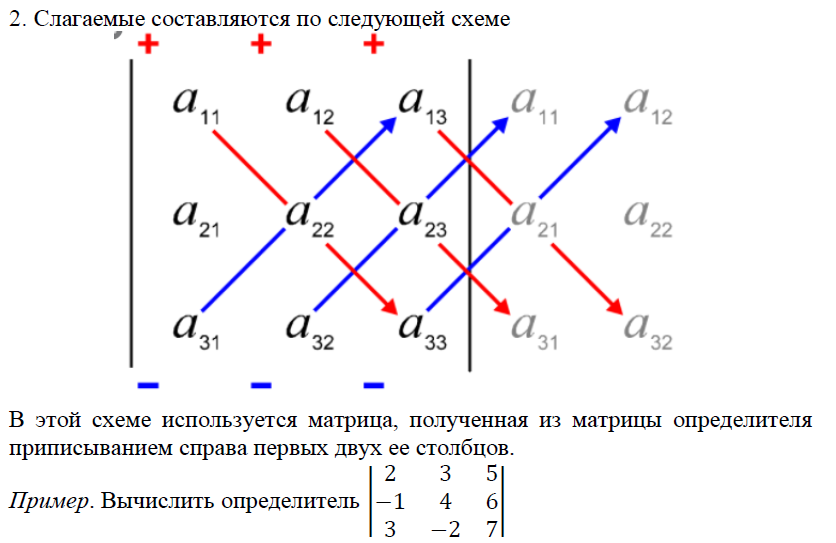 2. Слагаемые составляются по следующей схеме
+ + +
a11 a12 a13 a11 a12
a21 a22 a23 a21 a22
a31 a32 a33 a31 a32
− − −
В этой схеме используется матрица, полученная из матрицы определителя
приписыванием справа первых двух ее столбцов.
2 3 5
Пример. Вычислить определитель |−1 4 6|
3 −2 7